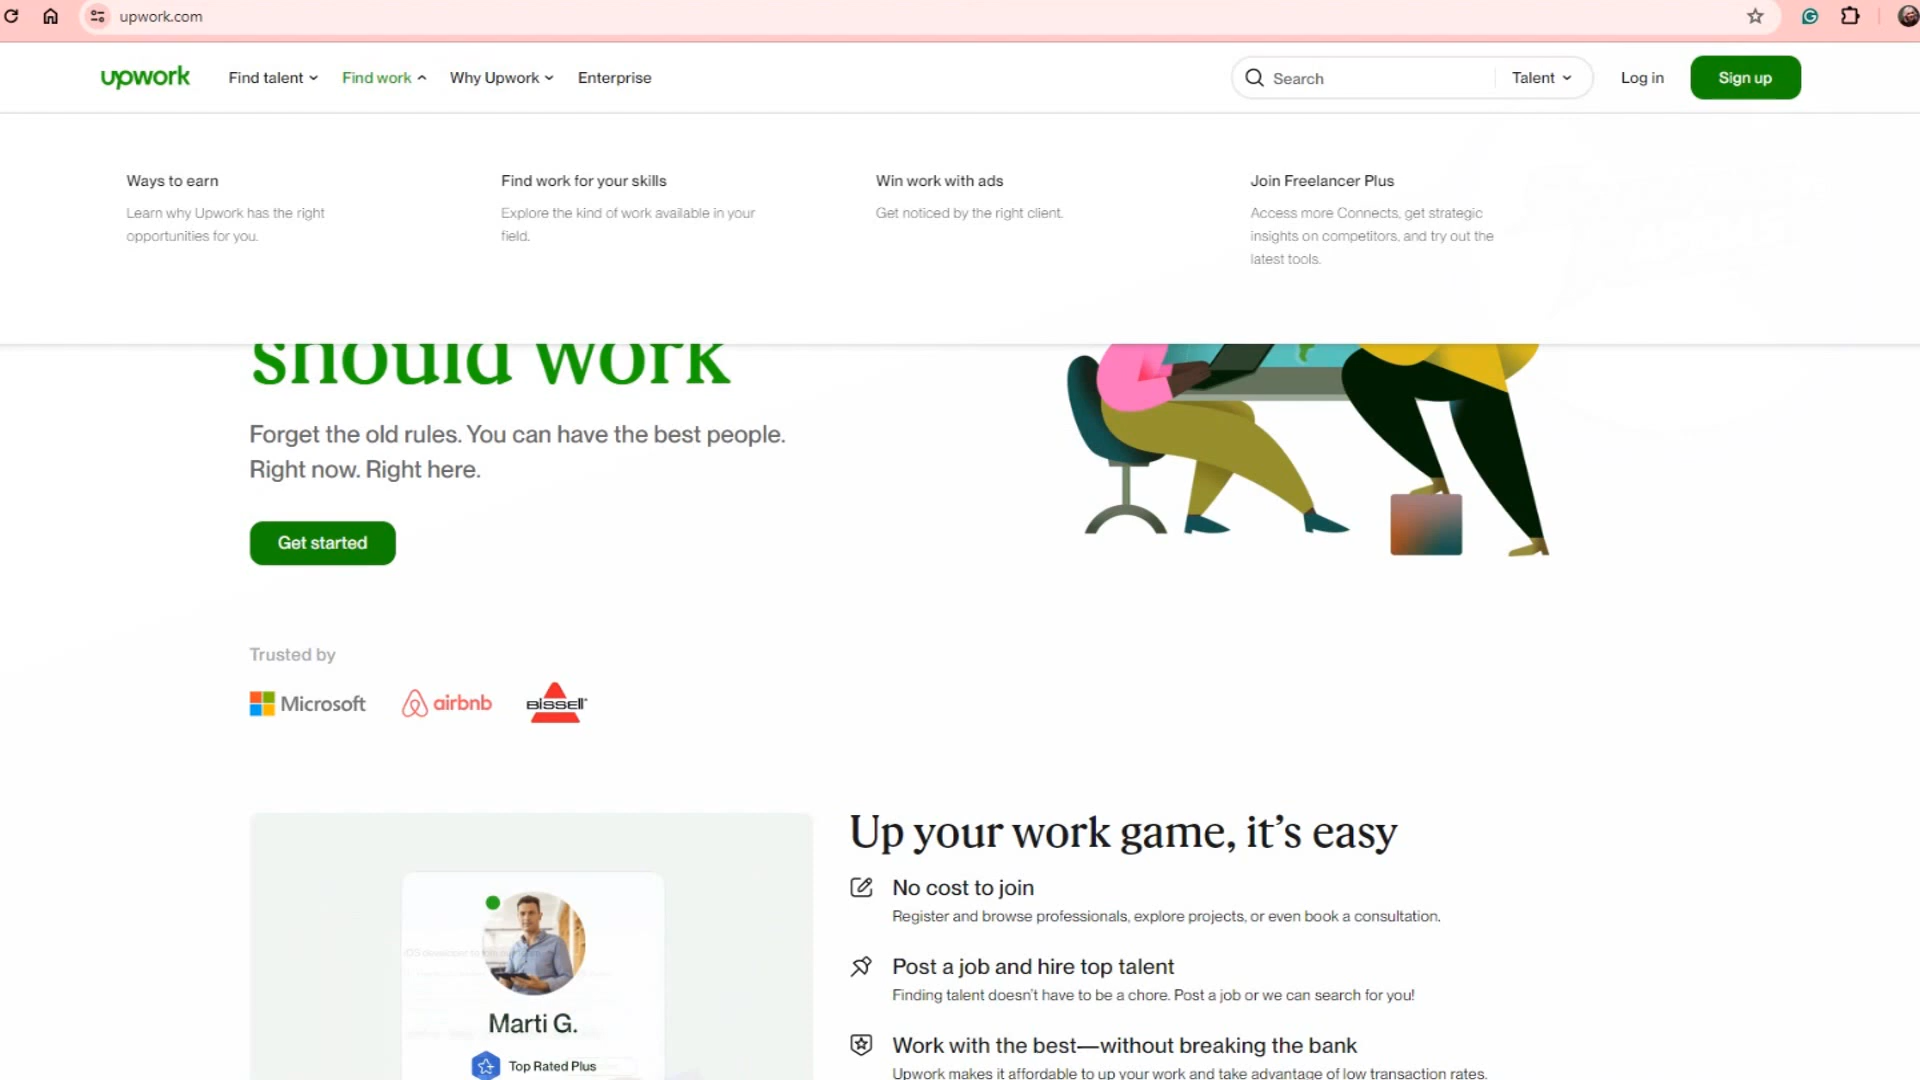 upwork.com
upwork
Find talent
Find work
Why Upwork
Enterprise
Search
Talent
Log in
Sign up
Ways to earn
Learn why Upwork has the right
opportunities for you.
Find work for your skills
Explore the kind of work available in your
field.
Win work with ads
Get noticed by the right client.
Join Freelancer Plus
Access more Connects, get strategic
insights on competitors, and try out the
latest tools.
should work
Forget the old rules. You can have the best people.
Right now. Right here.
Get started
Trusted by
Microsoft
airbnb
BISSELL
Up your work game, it's easy
No cost to join
Register and browse professionals, explore projects, or even book a consultation.
Post a job and hire top talent
Finding talent doesn't have to be a chore. Post a job or we can search for you!
Work with the best—without breaking the bank
Upwork makes it affordable to up your work and take advantage of low transaction rates.
Marti G.
Top Rated Plus